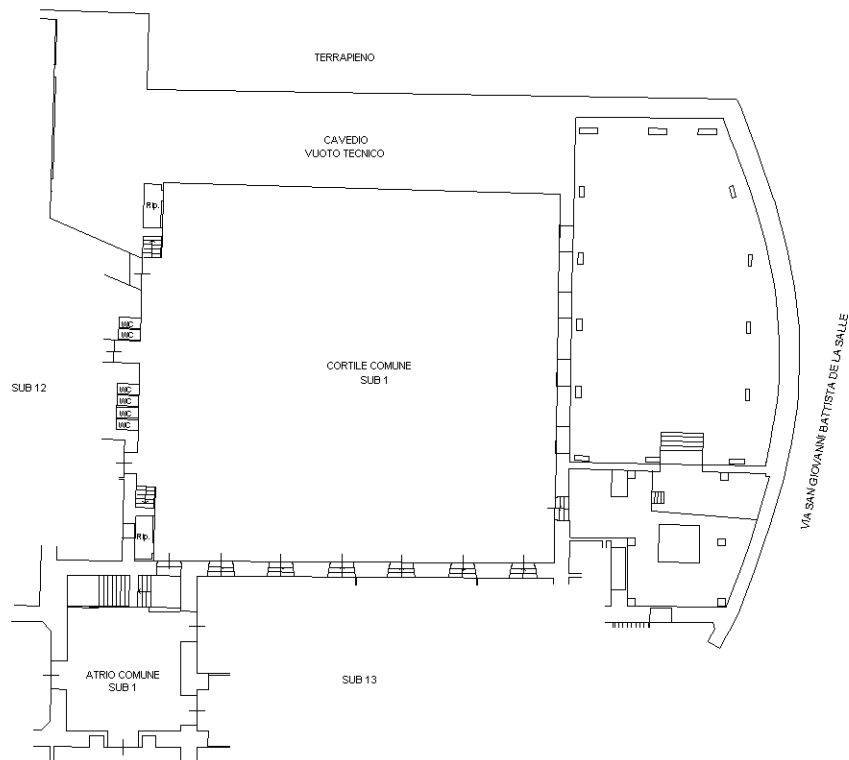 TERRAPIENO
CAVEDIO
VUOTO TECNICO
Rip.
WC
WC
CORTILE COMUNE
SUB 1
SUB 12
WC
WC
WC
WC
VIA SAN GIOVANNI BATTISTA DE LA SALLE
Rip.
ATRIO COMUNE
SUB 1
SUB 13